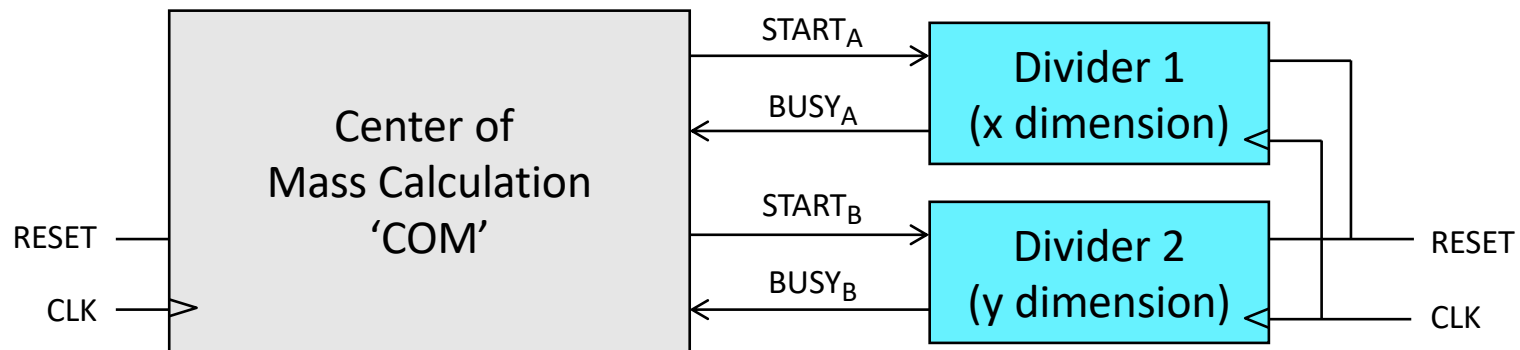 Center of
Mass Calculation
‘COM’
RESET
CLK
START_A
BUSY_A
START_B
BUSY_B
Divider 1
(x dimension)
Divider 2
(y dimension)
RESET
CLK